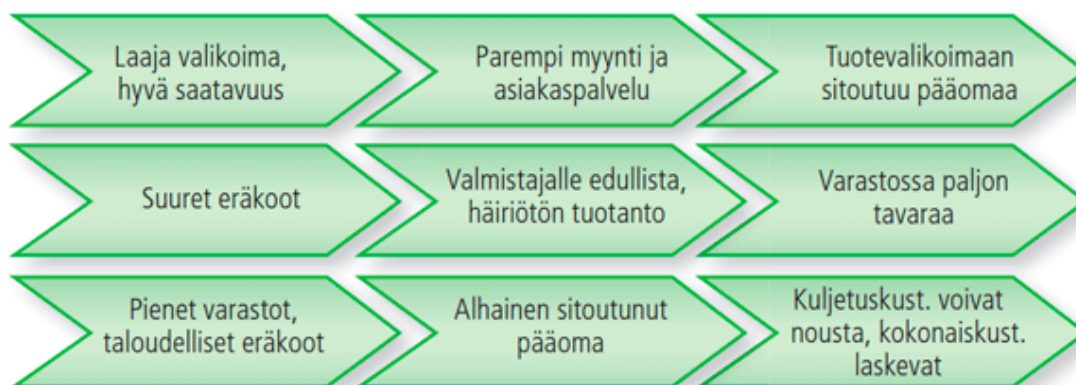 Laaja valikoima,
hyvä saatavuus
Parempi myynti ja
asiakaspalvelu
Tuotevalikoimaan
sitoutuu pääomaa
Suuret eräkoot
Valmistajalle edullista,
häiriötön tuotanto
Varastossa paljon
tavaraa
Pienet varastot,
taloudelliset eräkoot
Alhainen sitoutunut
pääoma
Kuljetuskust. voivat
nousta, kokonaiskust.
laskevat